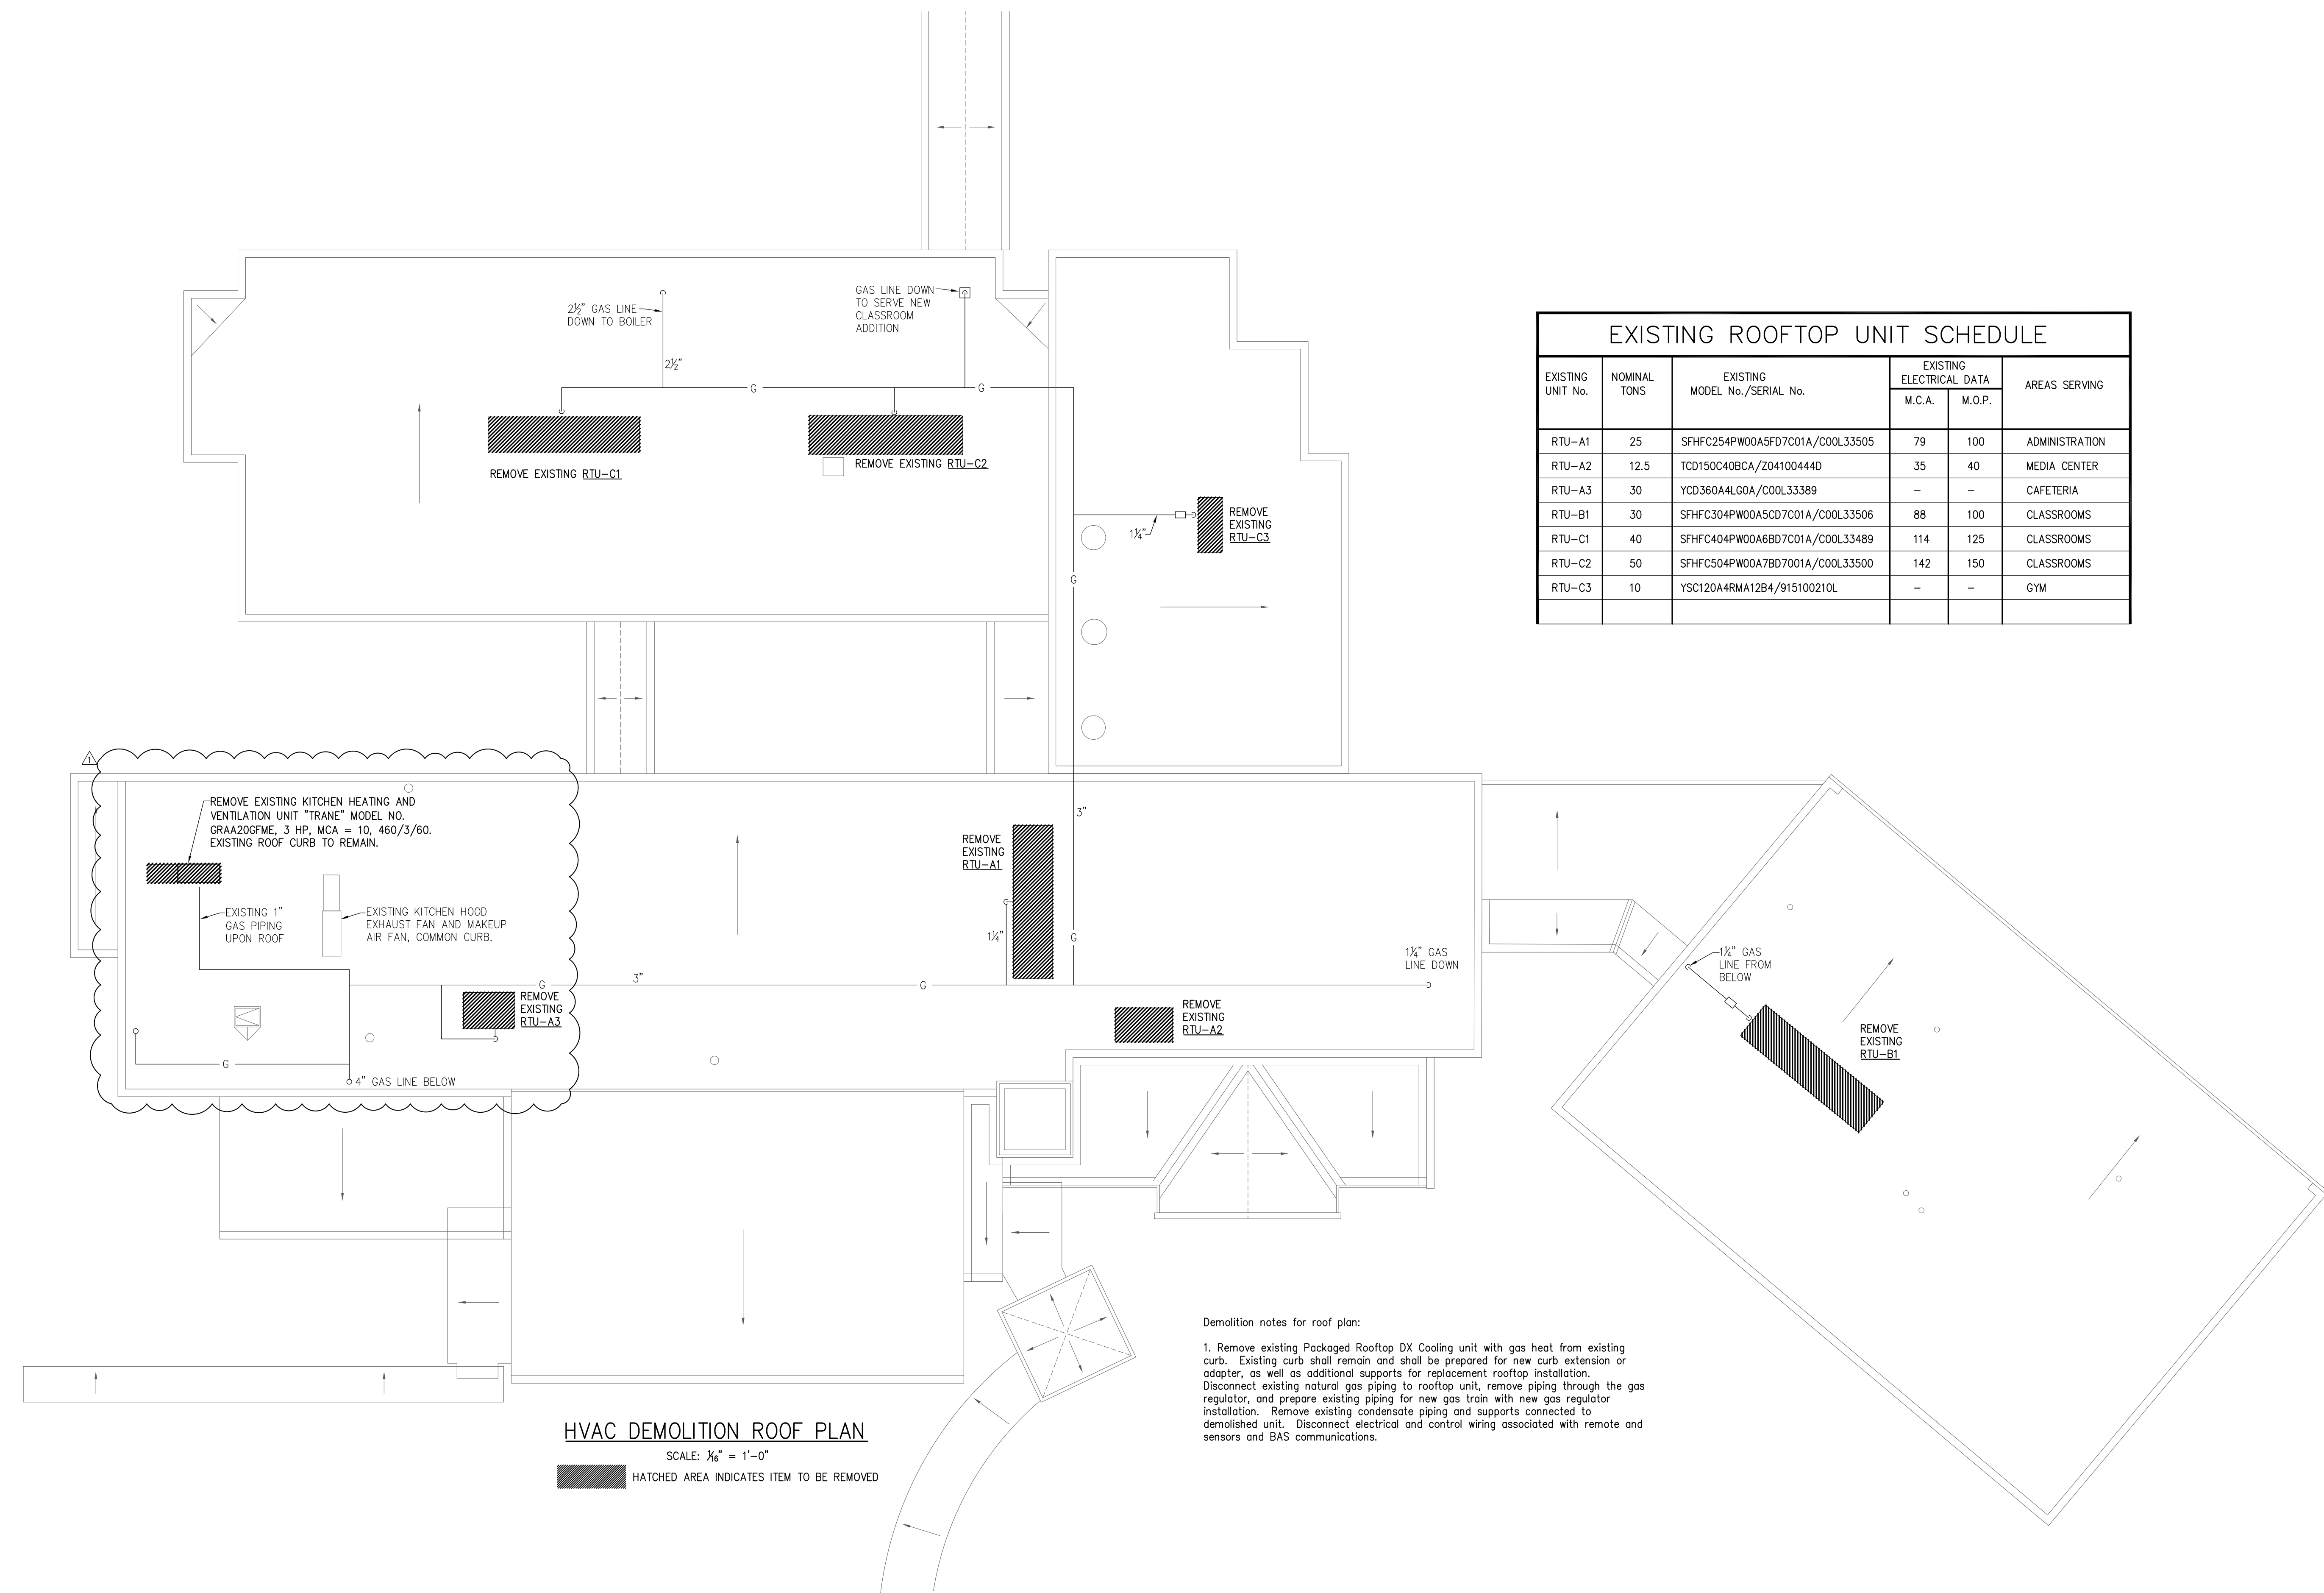 2½" GAS LINE
DOWN TO BOILER
GAS LINE DOWN
TO SERVE NEW
CLASSROOM
ADDITION
2½"
G
G
REMOVE EXISTING RTU-C1
REMOVE EXISTING RTU-C2
REMOVE
EXISTING
RTU-C3
1¼"
G
EXISTING ROOFTOP UNIT SCHEDULE
EXISTING UNIT No. NOMINAL TONS EXISTING MODEL No./SERIAL No. EXISTING ELECTRICAL DATA M.C.A. M.O.P. AREAS SERVING
RTU-A1 25 SFHFC254PW00A5FD7C01A/C00L33505 79 100 ADMINISTRATION
RTU-A2 12.5 TCD150C40BCA/Z04100444D 35 40 MEDIA CENTER
RTU-A3 30 YCD360A4LG0A/C00L33389 - - CAFETERIA
RTU-B1 30 SFHFC304PW00A5CD7C01A/C00L33506 88 100 CLASSROOMS
RTU-C1 40 SFHFC404PW00A6BD7C01A/C00L33489 114 125 CLASSROOMS
RTU-C2 50 SFHFC504PW00A7BD7001A/C00L33500 142 150 CLASSROOMS
RTU-C3 10 YSC120A4RMA12B4/915100210L - - GYM
1
REMOVE EXISTING KITCHEN HEATING AND
VENTILATION UNIT "TRANE" MODEL NO.
GRAA20GFME, 3 HP, MCA = 10, 460/3/60.
EXISTING ROOF CURB TO REMAIN.
EXISTING 1"
GAS PIPING
UPON ROOF
EXISTING KITCHEN HOOD
EXHAUST FAN AND MAKEUP
AIR FAN, COMMON CURB.
G
3"
REMOVE
EXISTING
RTU-A3
G
4" GAS LINE BELOW
REMOVE
EXISTING
RTU-A1
3"
1¼"
G
G
REMOVE
EXISTING
RTU-A2
1¼" GAS
LINE DOWN
1¼" GAS
LINE FROM
BELOW
REMOVE
EXISTING
RTU-B1
Demolition notes for roof plan:
1. Remove existing Packaged Rooftop DX Cooling unit with gas heat from existing
curb. Existing curb shall remain and shall be prepared for new curb extension or
adapter, as well as additional supports for replacement rooftop installation.
Disconnect existing natural gas piping to rooftop unit, remove piping through the gas
regulator, and prepare existing piping for new gas train with new gas regulator
installation. Remove existing condensate piping and supports connected to
demolished unit. Disconnect electrical and control wiring associated with remote and
sensors and BAS communications.
HVAC DEMOLITION ROOF PLAN
SCALE: 1⁄16" = 1'-0"
HATCHED AREA INDICATES ITEM TO BE REMOVED